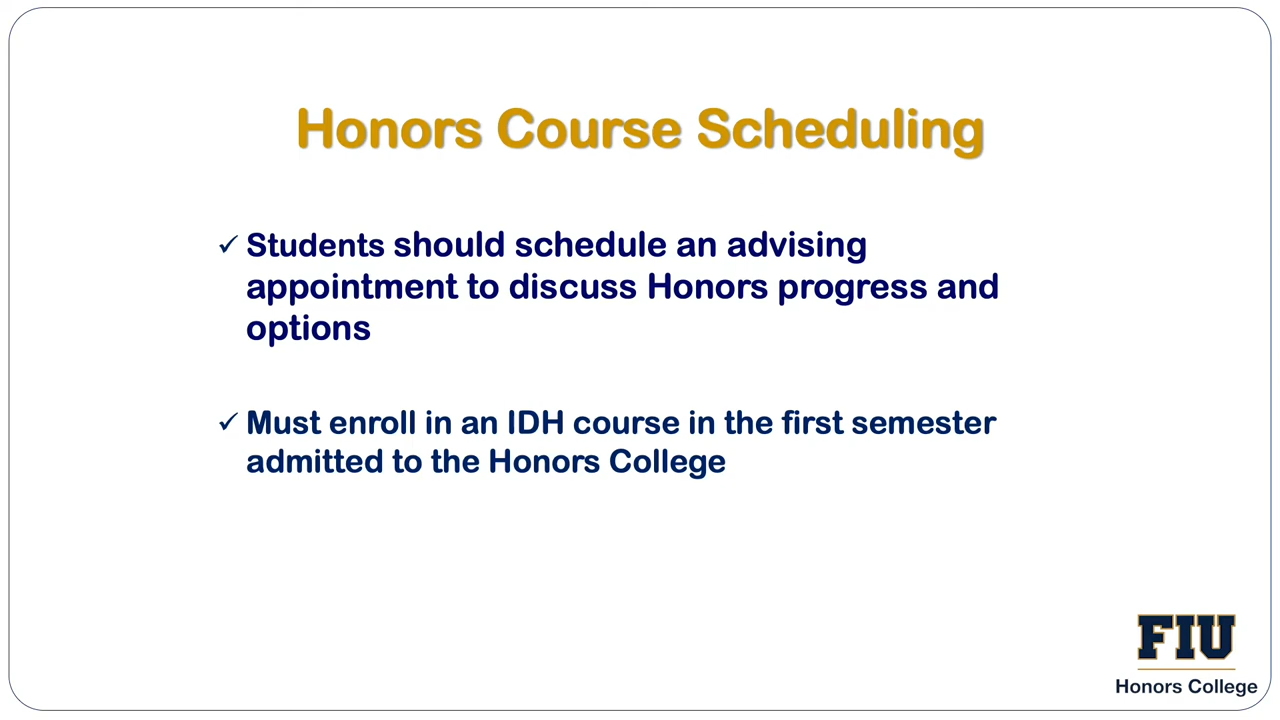 Honors Course Scheduling
✓ Students should schedule an advising
appointment to discuss Honors progress and
options
✓ Must enroll in an IDH course in the first semester
admitted to the Honors College
FIU
Honors College